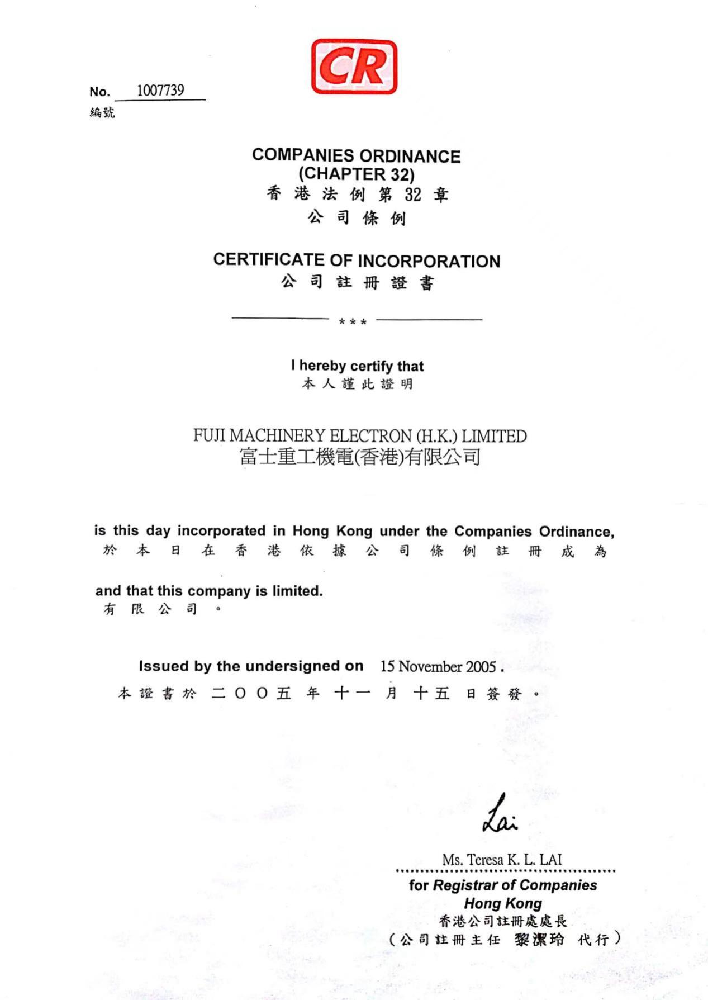 CR
No. 1007739
編號
COMPANIES ORDINANCE
(CHAPTER 32)
香港法例第32章
公司條例
CERTIFICATE OF INCORPORATION
公司註冊證書
***
I hereby certify that
本人謹此證明
FUJI MACHINERY ELECTRON (H.K.) LIMITED
富士重工機電(香港)有限公司
is this day incorporated in Hong Kong under the Companies Ordinance,
於本日在香港依據公司條例註冊成為
and that this company is limited.
有限公司。
Issued by the undersigned on 15 November 2005.
本證書於二〇〇五年十一月十五日簽發。
Lai
Ms. Teresa K. L. LAI
for Registrar of Companies
Hong Kong
香港公司註冊處處長
(公司註冊主任 黎潔玲 代行)